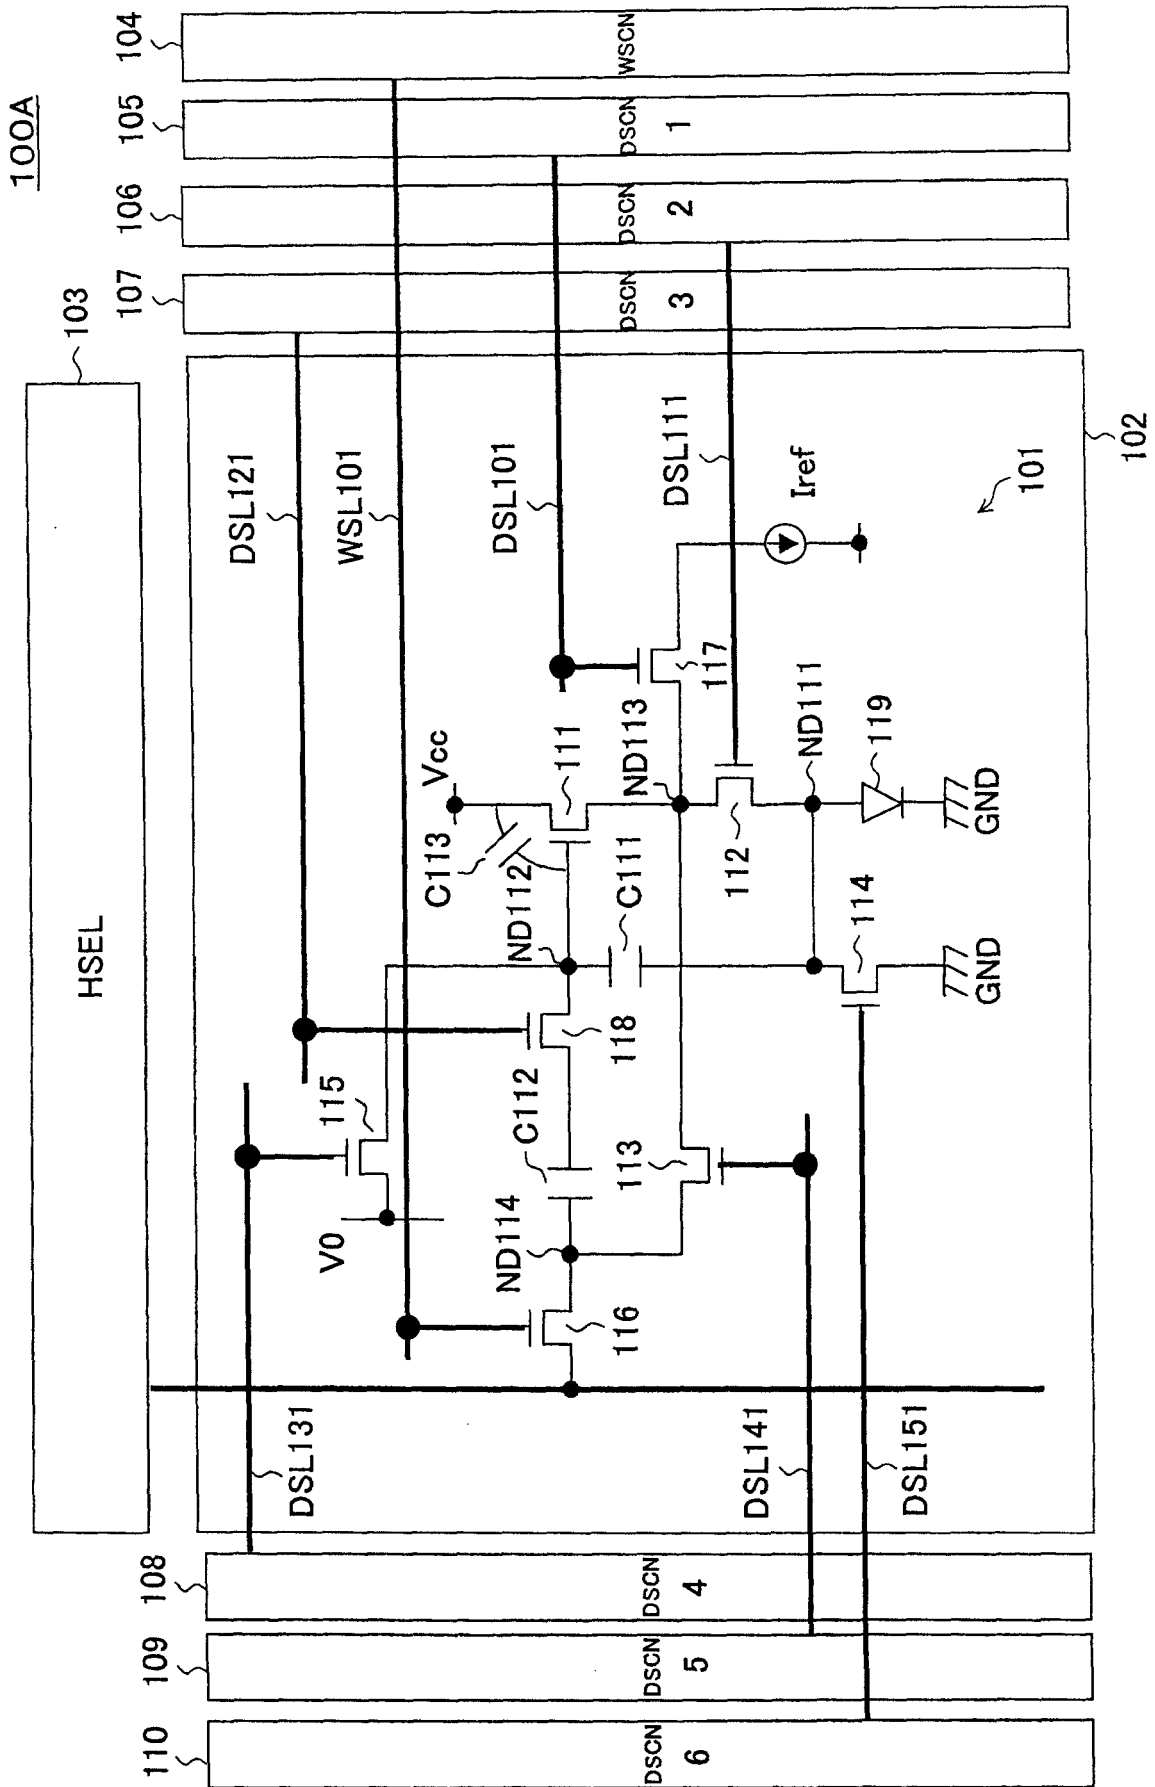 100A
103
HSEL
104
WSCN
105
DSCN
1
106
DSCN
2
107
DSCN
3
108
DSCN
4
109
DSCN
5
110
DSCN
6
102
101
DSL121
WSL101
DSL101
DSL111
DSL131
DSL141
DSL151
V0
115
Vcc
C113
111
ND112
118
C112
C111
ND113
117
Iref
ND114
116
113
112
ND111
119
GND
114
GND